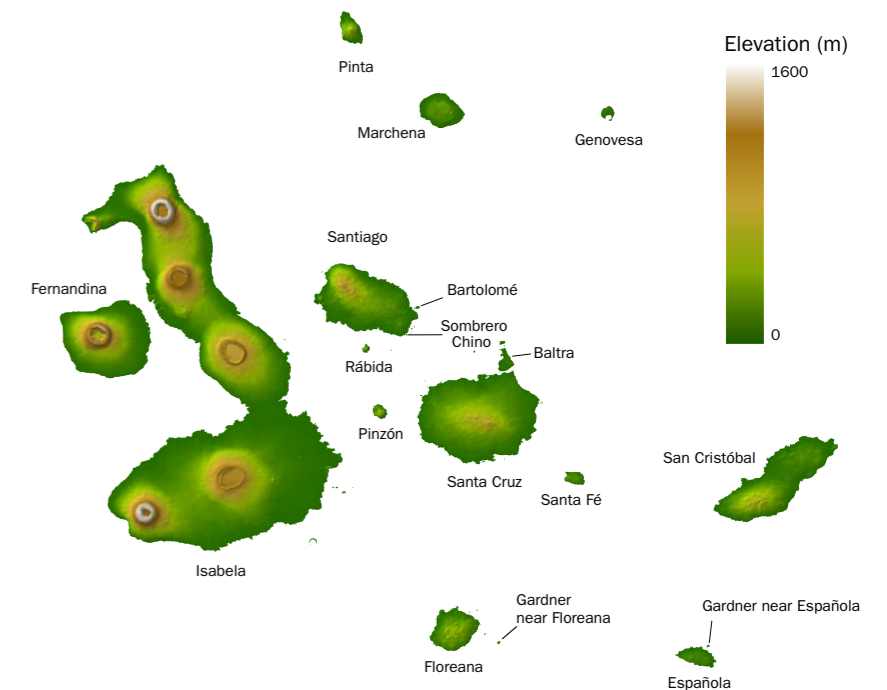 Pinta
Elevation (m)
1600
Marchena
Genovesa
Santiago
Fernandina
Bartolomé
Sombrero
Chino
0
Baltra
Rábida
Pinzón
San Cristóbal
Santa Cruz
Santa Fé
Isabela
Gardner
near Floreana
Gardner near Española
Floreana
Española